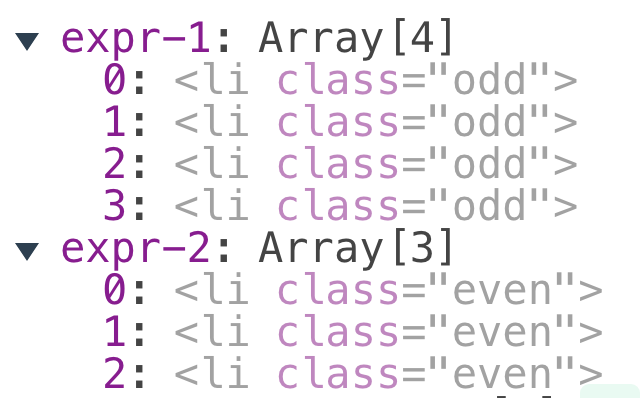 expr-1: Array[4]
0: <li class="odd">
1: <li class="odd">
2: <li class="odd">
3: <li class="odd">
expr-2: Array[3]
0: <li class="even">
1: <li class="even">
2: <li class="even">